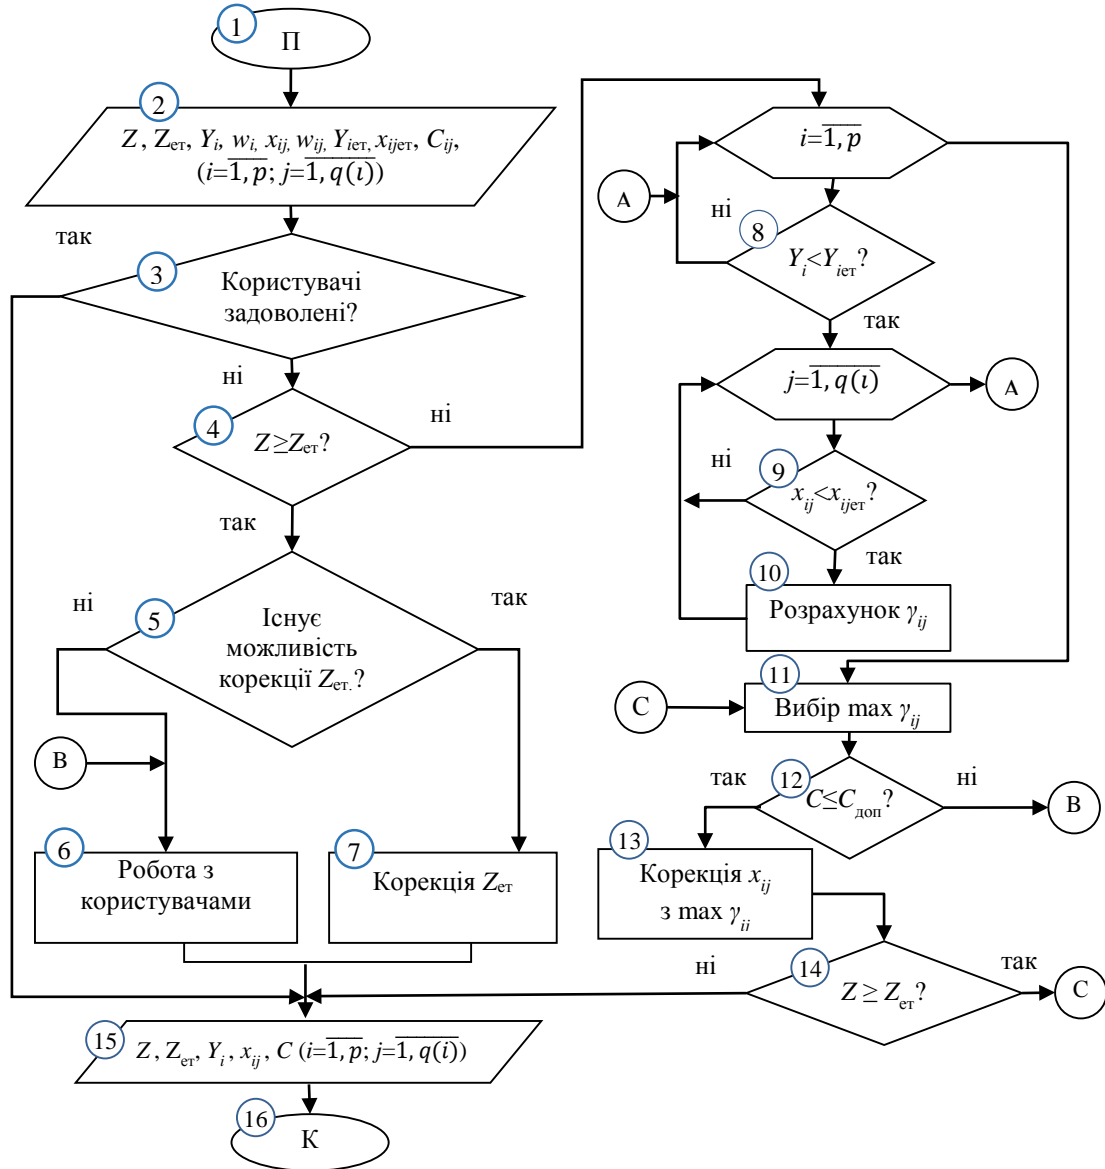 1
П
2
Z, Zет, Yi, wi, xij, wij, Yiет, xijет, Cij,
(i=1, p; j=1, q(ı))
так
3
Користувачі
задоволені?
ні
4
Z≥Zет?
ні
так
5
Існує
можливість
корекції Zет.?
ні
так
В
6
Робота з
користувачами
7
Корекція Zет
i=1, p
А
ні
8
Yi<Yiет?
так
j=1, q(ı)
А
ні
9
xij<xijет?
так
10
Розрахунок γij
11
С
Вибір max γij
12
так
C≤Cдоп?
ні
В
13
Корекція xij
з max γij
14
ні
Z ≥ Zет?
так
С
15
Z, Zет, Yi, xij, C (i=1, p; j=1, q(i))
16
К